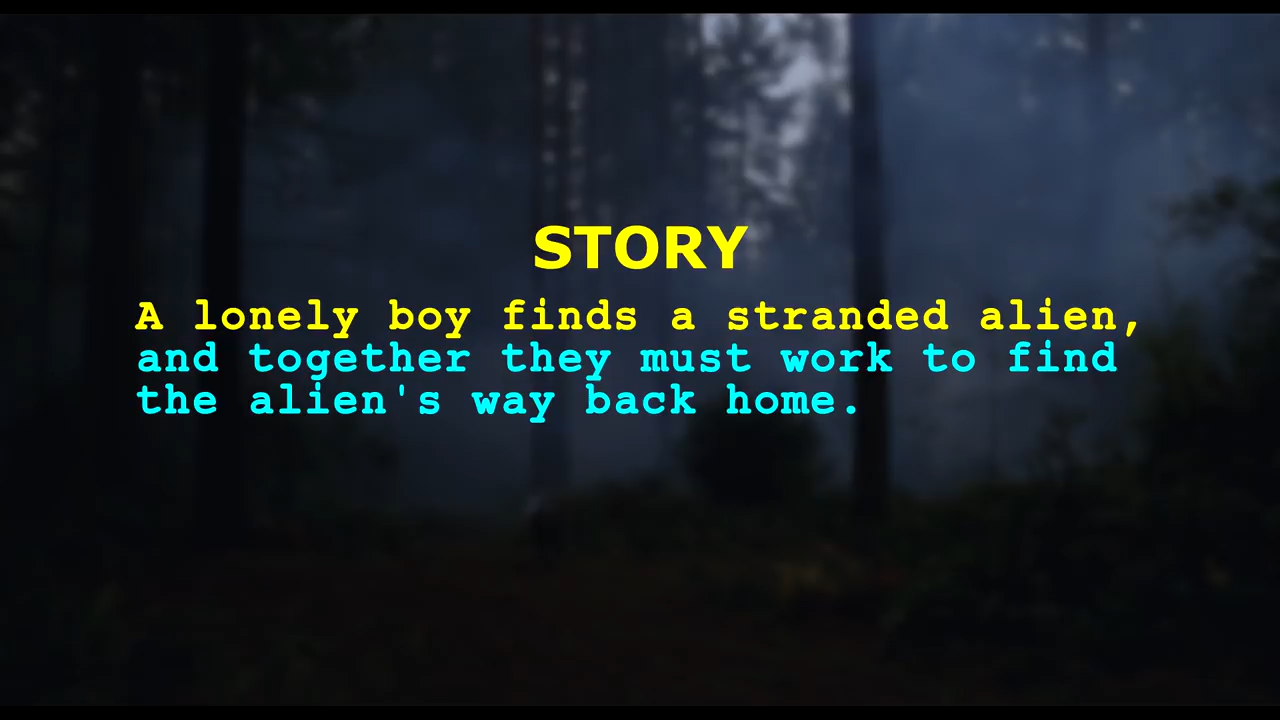 STORY
A lonely boy finds a stranded alien,
and together they must work to find
the alien's way back home.